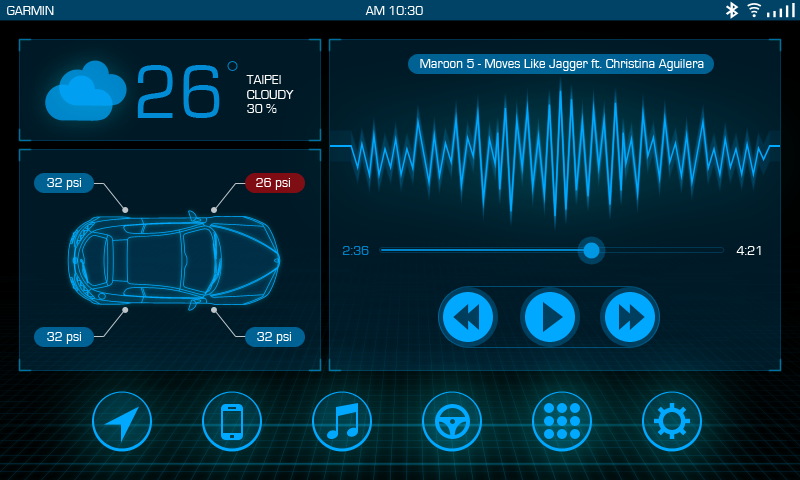 GARMIN
AM 10:30
26°
TAIPEI
CLOUDY
30 %
Maroon 5 - Moves Like Jagger ft. Christina Aguilera
32 psi
26 psi
32 psi
32 psi
2:36
4:21